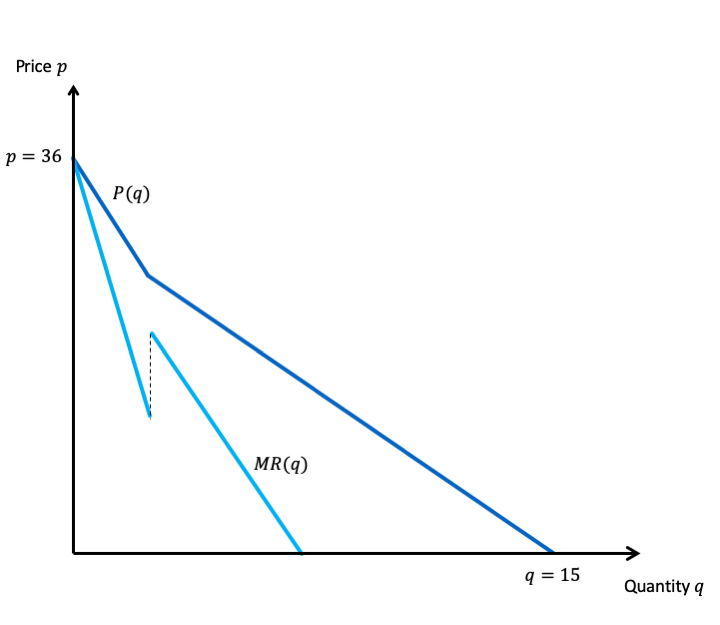 Price p
p = 36
P(q)
MR(q)
q = 15
Quantity q